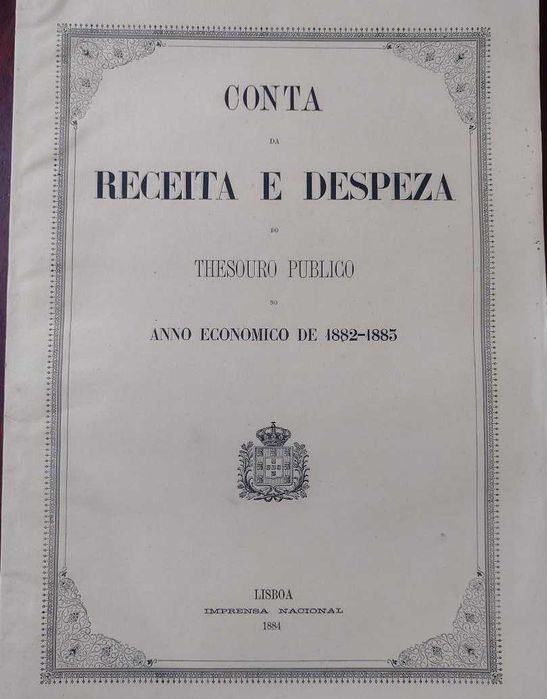 CONTA
DA
RECEITA E DESPEZA
DO
THESOURO PUBLICO
NO
ANNO ECONOMICO DE 1882-1883
LISBOA
IMPRENSA NACIONAL
1884